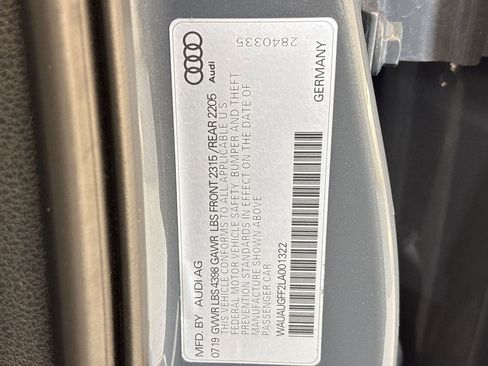 MFD. BY AUDI AG
0719 GVWR LBS 4398 GAWR LBS FRONT 2315 / REAR 2205
THIS VEHICLE CONFORMS TO ALL APPLICABLE U.S.
FEDERAL MOTOR VEHICLE SAFETY, BUMPER AND THEFT
PREVENTION STANDARDS IN EFFECT ON THE DATE OF
MANUFACTURE SHOWN ABOVE
PASSENGER CAR
WAUAUGFF2LA001322
Audi
2840335
GERMANY